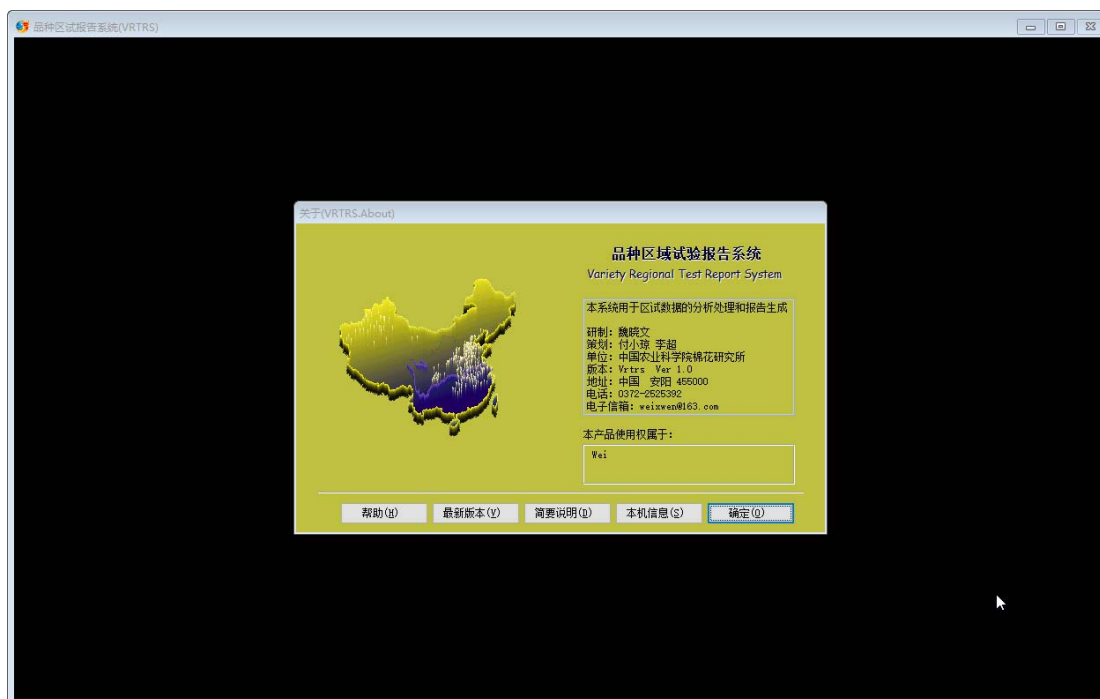 品种区试报告系统(VRTRS)
关于(VRTRS.About)
品种区域试验报告系统
Variety Regional Test Report System
本系统用于区试数据的分析处理和报告生成
研制: 魏晓文
策划: 付小琼 李超
单位: 中国农业科学院棉花研究所
版本: Vrtrs Ver 1.0
地址: 中国 安阳 455000
电话: 0372-2525392
电子信箱: weixwen@163.com
本产品使用权属于:
Wei
帮助(H) 最新版本(V) 简要说明(D) 本机信息(S) 确定(O)